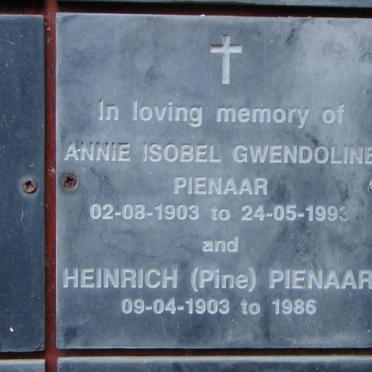 In loving memory of
ANNIE ISOBEL GWENDOLINE
PIENAAR
02-08-1903 to 24-05-1993
and
HEINRICH (Pine) PIENAAR
09-04-1903 to 1986